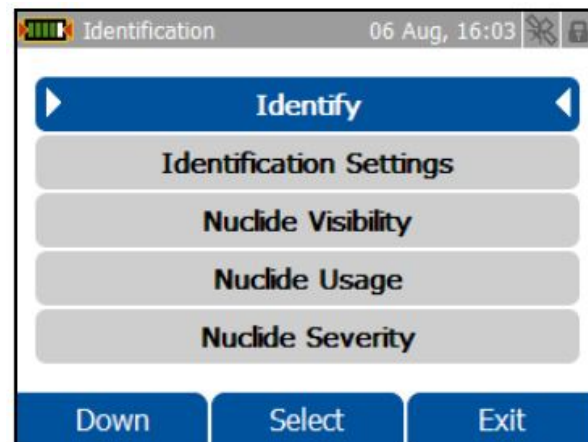 Identification 06 Aug, 16:03
Identify
Identification Settings
Nuclide Visibility
Nuclide Usage
Nuclide Severity
Down Select Exit